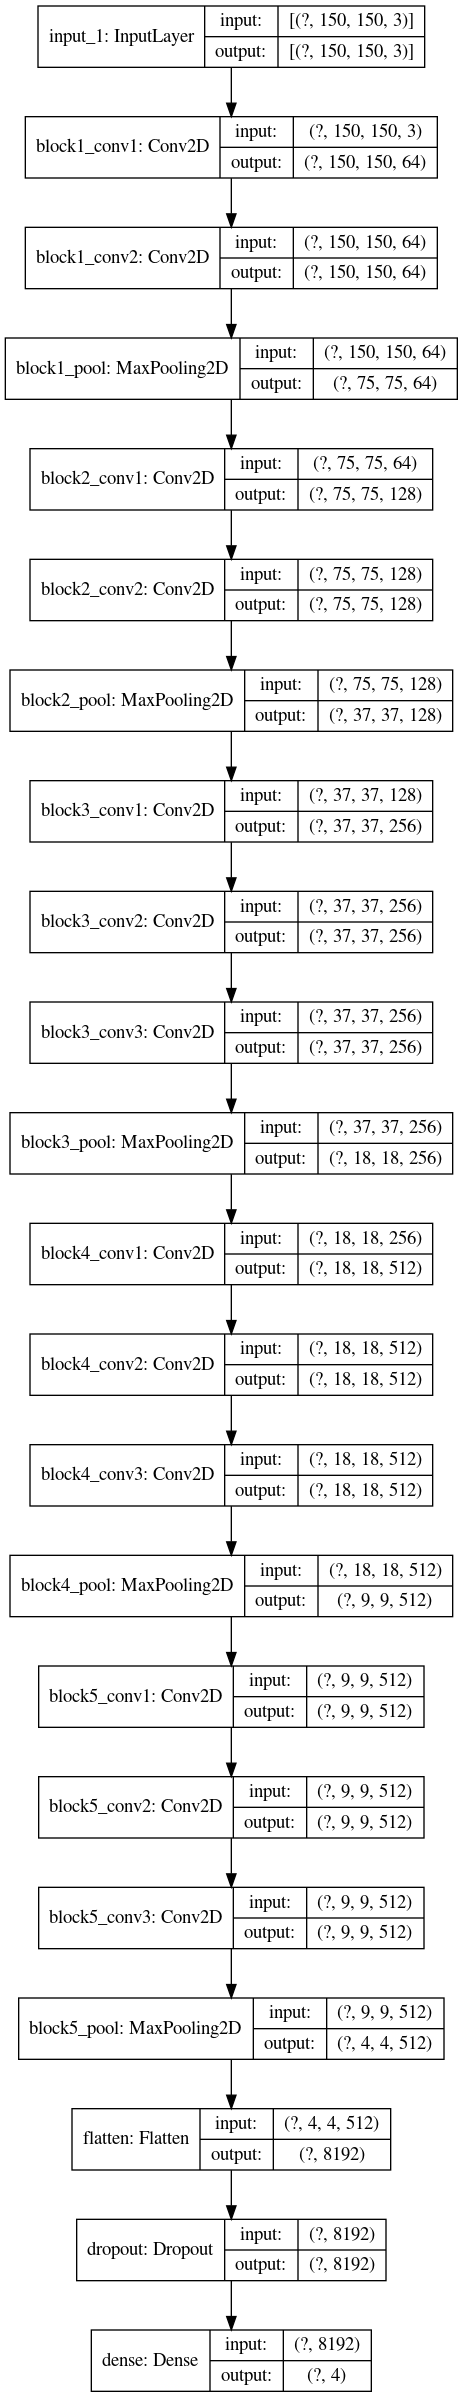 input_1: InputLayer
input: [(?, 150, 150, 3)]
output: [(?, 150, 150, 3)]
block1_conv1: Conv2D
input: (?, 150, 150, 3)
output: (?, 150, 150, 64)
block1_conv2: Conv2D
input: (?, 150, 150, 64)
output: (?, 150, 150, 64)
block1_pool: MaxPooling2D
input: (?, 150, 150, 64)
output: (?, 75, 75, 64)
block2_conv1: Conv2D
input: (?, 75, 75, 64)
output: (?, 75, 75, 128)
block2_conv2: Conv2D
input: (?, 75, 75, 128)
output: (?, 75, 75, 128)
block2_pool: MaxPooling2D
input: (?, 75, 75, 128)
output: (?, 37, 37, 128)
block3_conv1: Conv2D
input: (?, 37, 37, 128)
output: (?, 37, 37, 256)
block3_conv2: Conv2D
input: (?, 37, 37, 256)
output: (?, 37, 37, 256)
block3_conv3: Conv2D
input: (?, 37, 37, 256)
output: (?, 37, 37, 256)
block3_pool: MaxPooling2D
input: (?, 37, 37, 256)
output: (?, 18, 18, 256)
block4_conv1: Conv2D
input: (?, 18, 18, 256)
output: (?, 18, 18, 512)
block4_conv2: Conv2D
input: (?, 18, 18, 512)
output: (?, 18, 18, 512)
block4_conv3: Conv2D
input: (?, 18, 18, 512)
output: (?, 18, 18, 512)
block4_pool: MaxPooling2D
input: (?, 18, 18, 512)
output: (?, 9, 9, 512)
block5_conv1: Conv2D
input: (?, 9, 9, 512)
output: (?, 9, 9, 512)
block5_conv2: Conv2D
input: (?, 9, 9, 512)
output: (?, 9, 9, 512)
block5_conv3: Conv2D
input: (?, 9, 9, 512)
output: (?, 9, 9, 512)
block5_pool: MaxPooling2D
input: (?, 9, 9, 512)
output: (?, 4, 4, 512)
flatten: Flatten
input: (?, 4, 4, 512)
output: (?, 8192)
dropout: Dropout
input: (?, 8192)
output: (?, 8192)
dense: Dense
input: (?, 8192)
output: (?, 4)